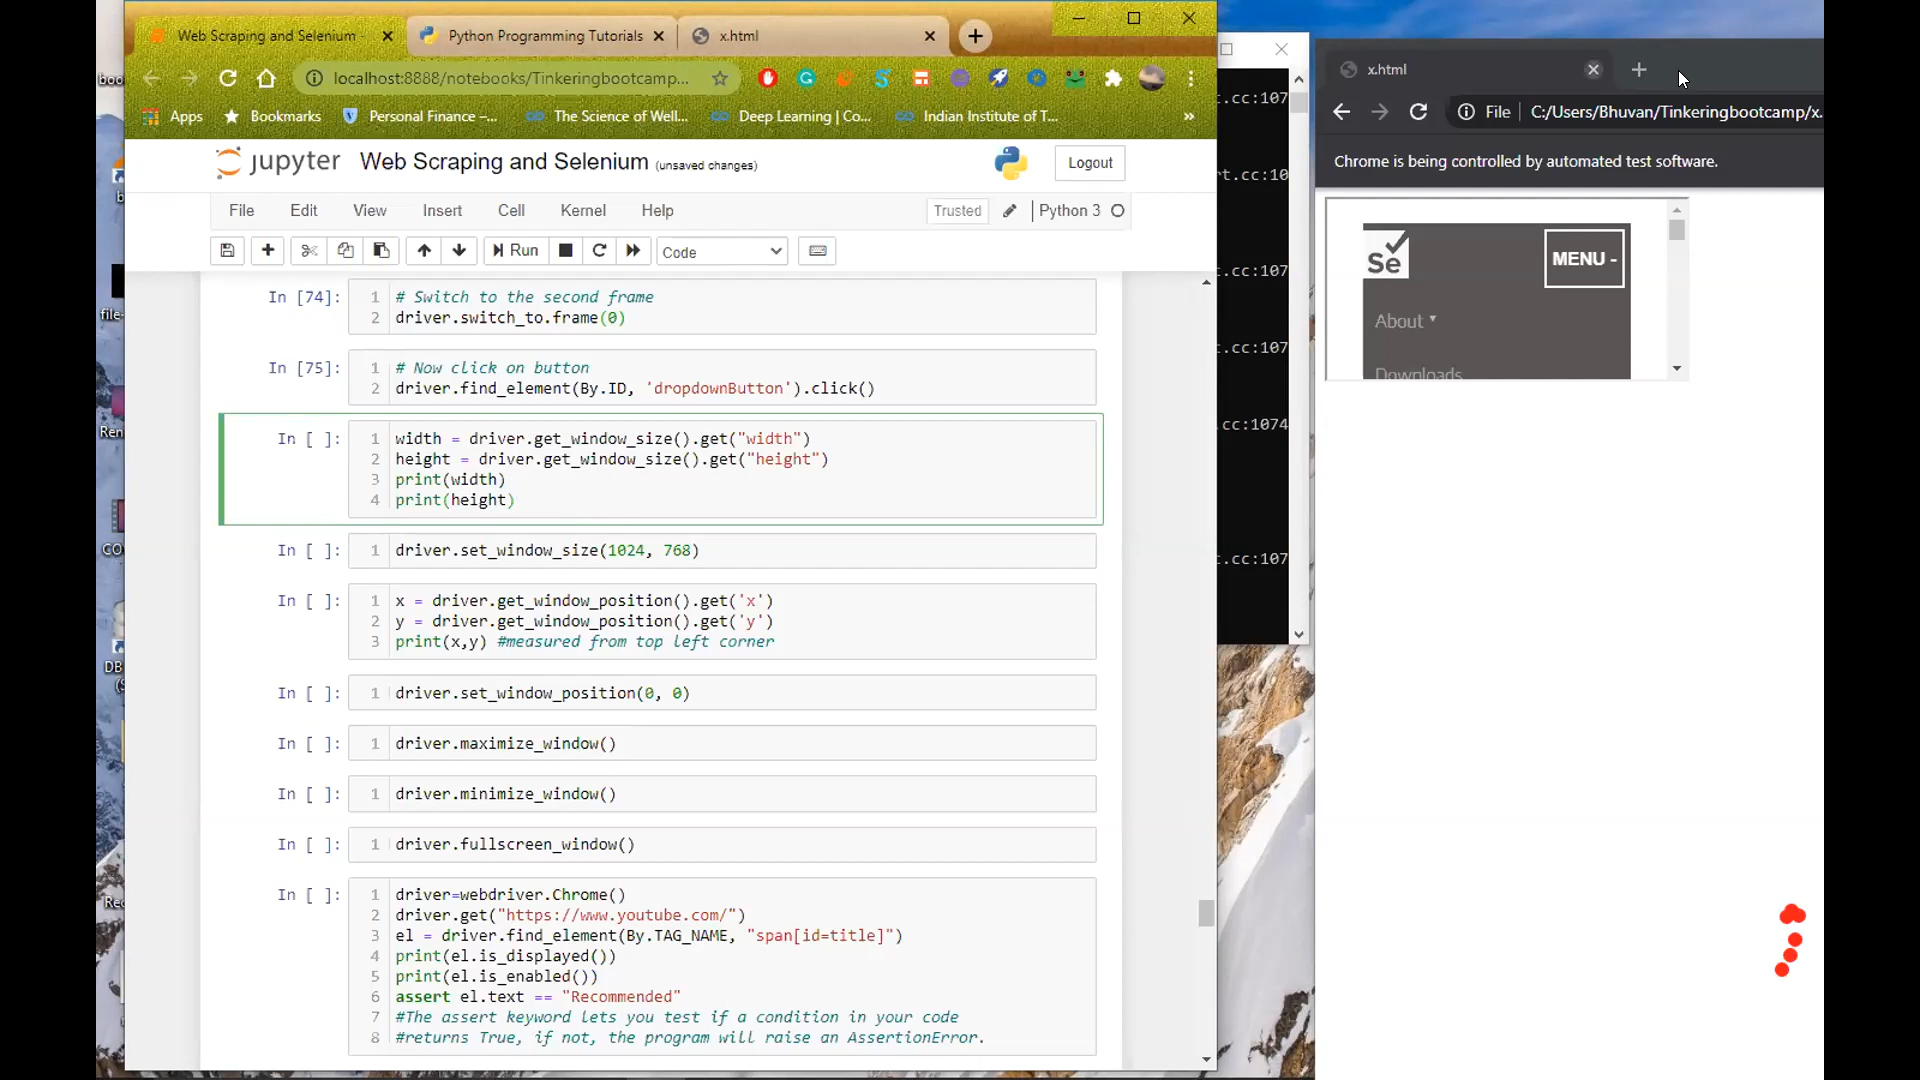 Web Scraping and Selenium -
Python Programming Tutorials
x.html
localhost:8888/notebooks/Tinkeringbootcamp...
Apps
Bookmarks
Personal Finance –...
The Science of Well...
Deep Learning | Co...
Indian Institute of T...
»
jupyter
Web Scraping and Selenium (unsaved changes)
Logout
File Edit View Insert Cell Kernel Help
Trusted
Python 3
Run
Code
In [74]:
1 # Switch to the second frame
2 driver.switch_to.frame(0)
In [75]:
1 # Now click on button
2 driver.find_element(By.ID, 'dropdownButton').click()
In [ ]:
1 width = driver.get_window_size().get("width")
2 height = driver.get_window_size().get("height")
3 print(width)
4 print(height)
In [ ]:
1 driver.set_window_size(1024, 768)
In [ ]:
1 x = driver.get_window_position().get('x')
2 y = driver.get_window_position().get('y')
3 print(x,y) #measured from top left corner
In [ ]:
1 driver.set_window_position(0, 0)
In [ ]:
1 driver.maximize_window()
In [ ]:
1 driver.minimize_window()
In [ ]:
1 driver.fullscreen_window()
In [ ]:
1 driver=webdriver.Chrome()
2 driver.get("https://www.youtube.com/")
3 el = driver.find_element(By.TAG_NAME, "span[id=title]")
4 print(el.is_displayed())
5 print(el.is_enabled())
6 assert el.text == "Recommended"
7 #The assert keyword lets you test if a condition in your code
8 #returns True, if not, the program will raise an AssertionError.
t.cc:107
rt.cc:10
t.cc:107
t.cc:107
.cc:1074
t.cc:107
x.html
File
C:/Users/Bhuvan/Tinkeringbootcamp/x.
Chrome is being controlled by automated test software.
Se
MENU -
About
Downloads
boo
file-
Ren
CO
DB
(S
Rec